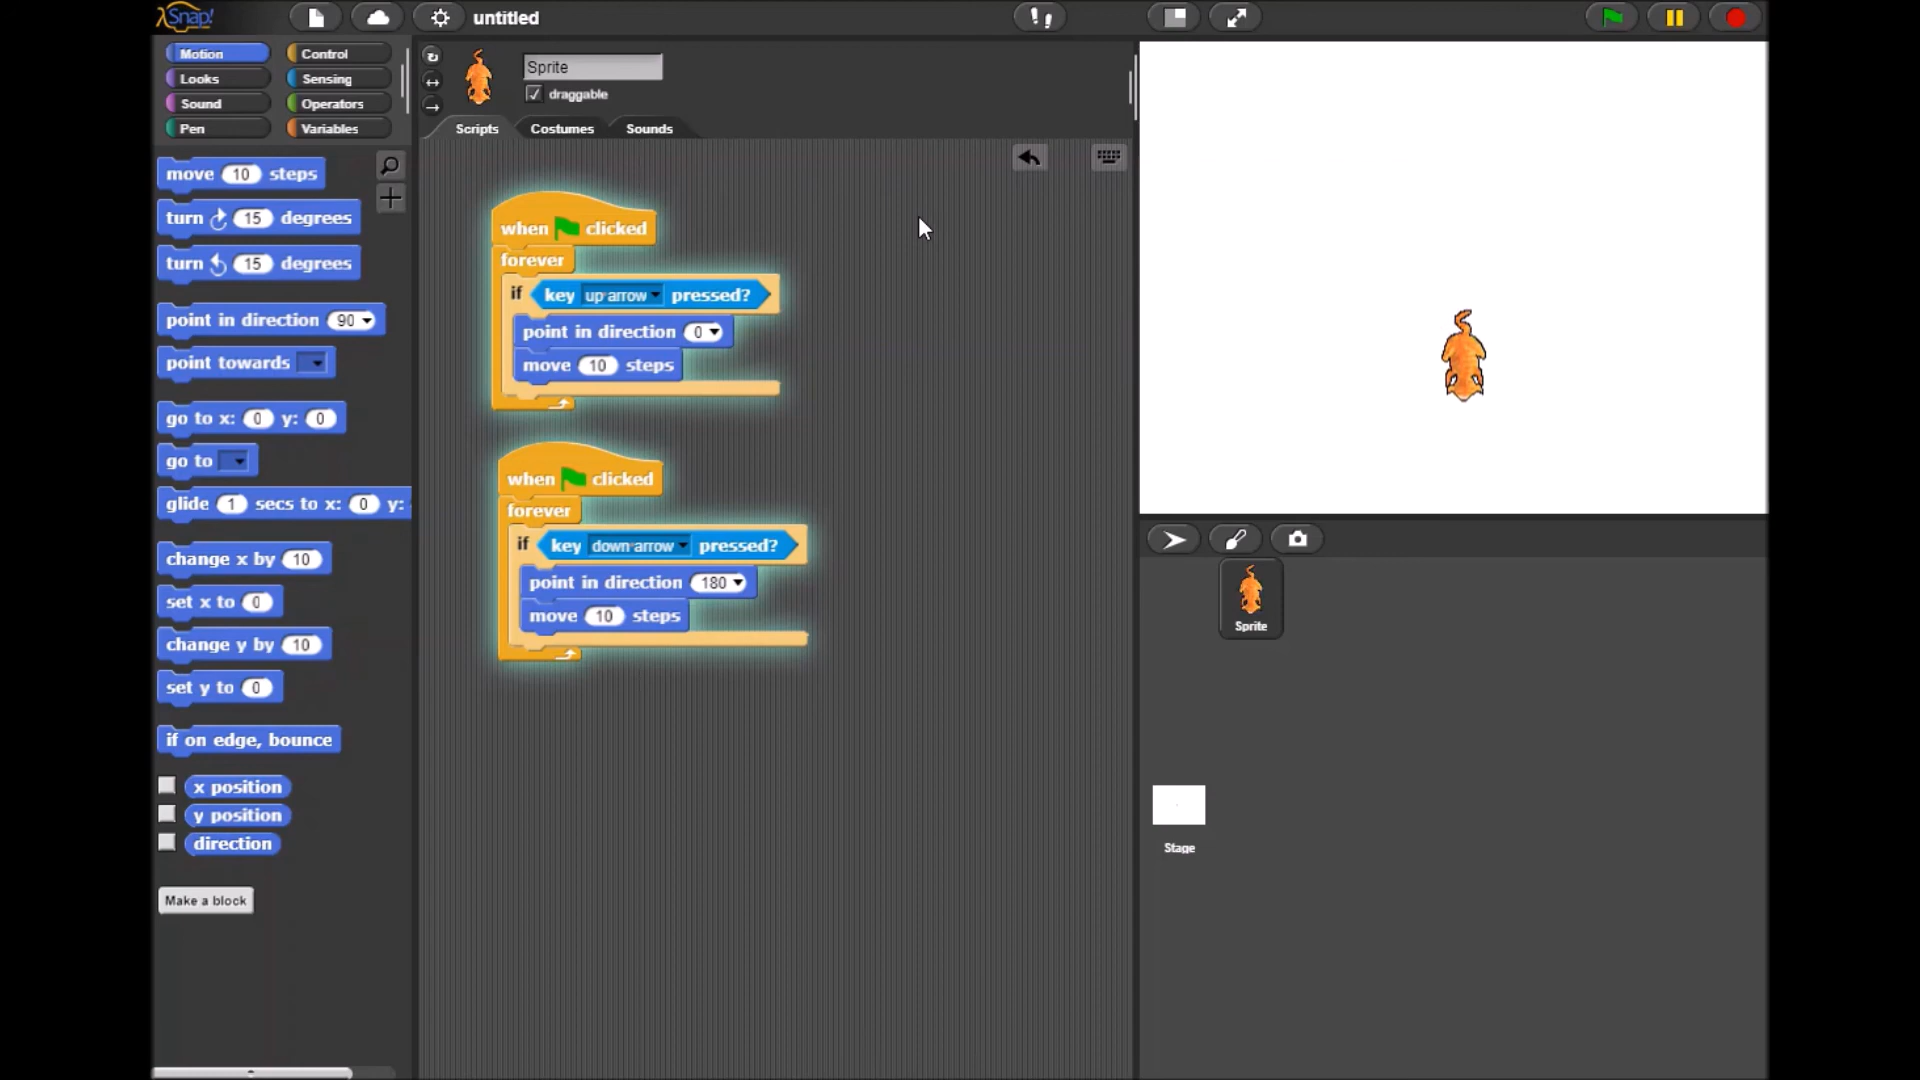 Snap!
untitled
Motion
Control
Looks
Sensing
Sound
Operators
Pen
Variables
Sprite
draggable
Scripts
Costumes
Sounds
move 10 steps
turn 15 degrees
turn 15 degrees
point in direction 90
point towards
go to x: 0 y: 0
go to
glide 1 secs to x: 0 y:
change x by 10
set x to 0
change y by 10
set y to 0
if on edge, bounce
x position
y position
direction
Make a block
when clicked
forever
if key up arrow pressed?
point in direction 0
move 10 steps
when clicked
forever
if key down arrow pressed?
point in direction 180
move 10 steps
Sprite
Stage